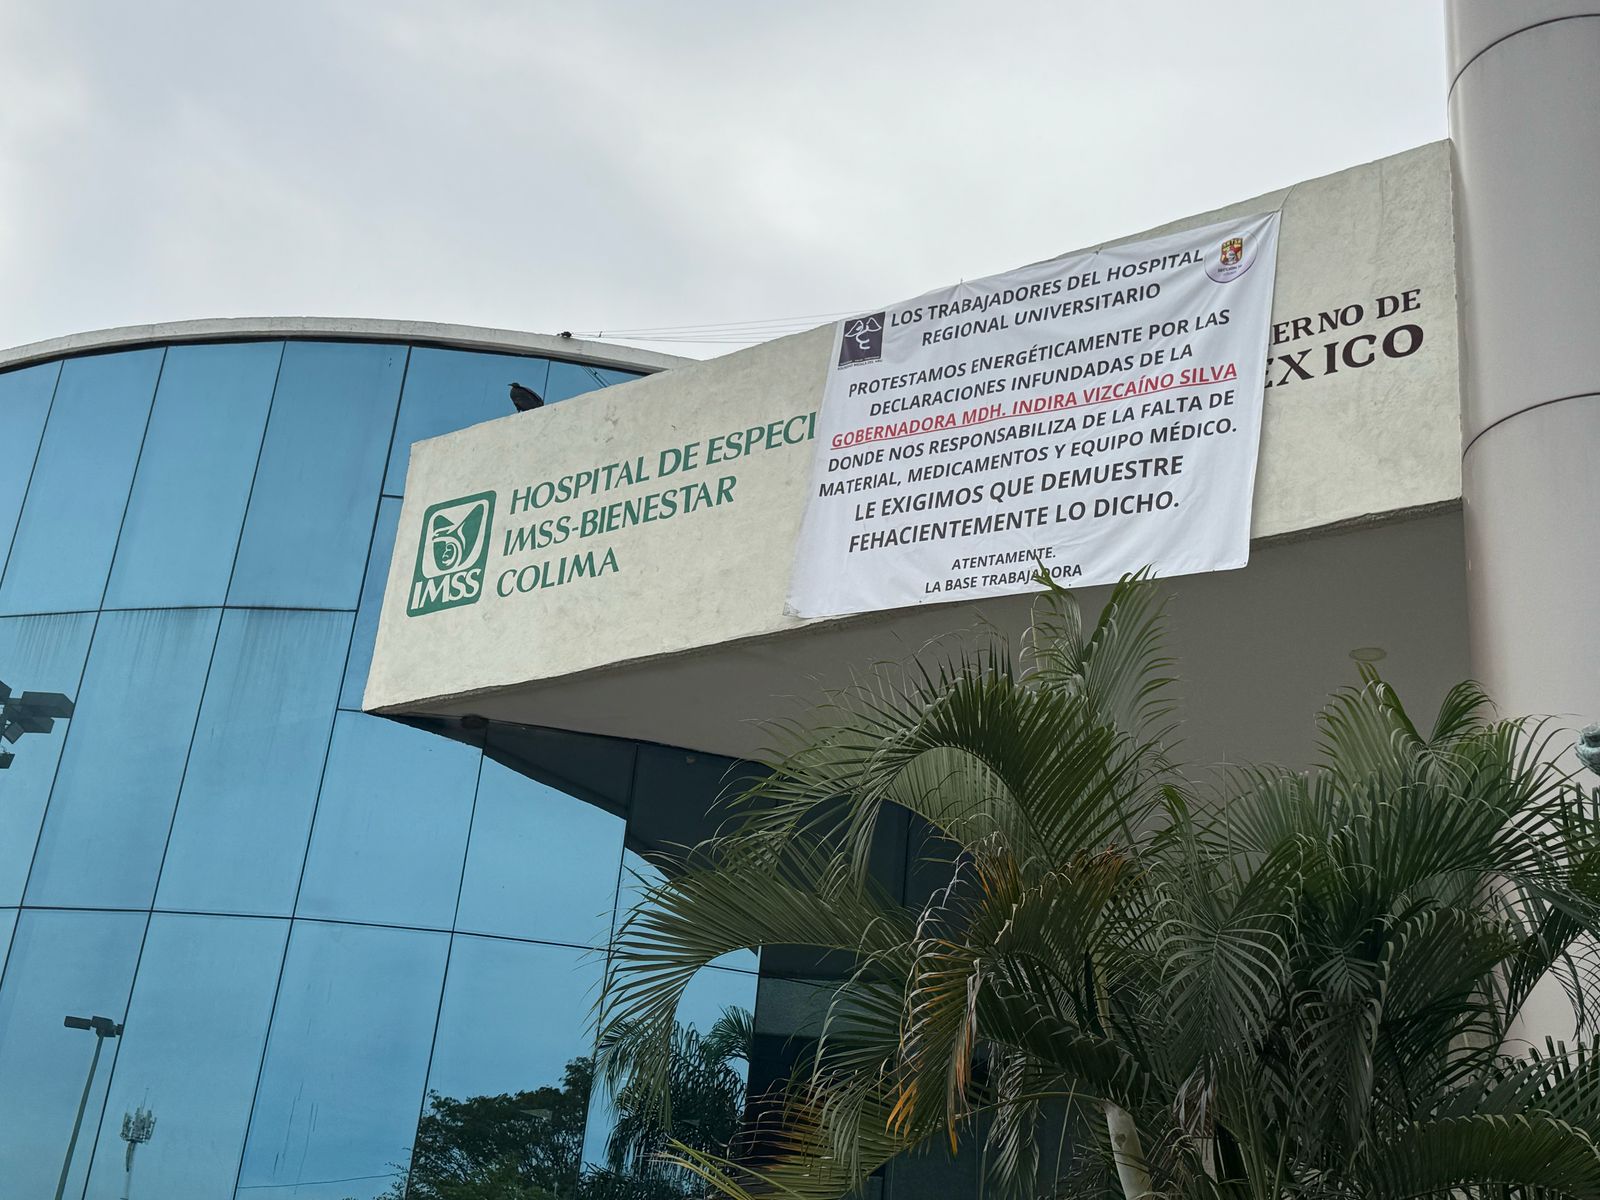 HOSPITAL DE ESPECI
IMSS-BIENESTAR
COLIMA
IMSS
LOS TRABAJADORES DEL HOSPITAL
REGIONAL UNIVERSITARIO
PROTESTAMOS ENERGÉTICAMENTE POR LAS
DECLARACIONES INFUNDADAS DE LA
GOBERNADORA MDH. INDIRA VIZCAÍNO SILVA
DONDE NOS RESPONSABILIZA DE LA FALTA DE
MATERIAL, MEDICAMENTOS Y EQUIPO MÉDICO.
LE EXIGIMOS QUE DEMUESTRE
FEHACIENTEMENTE LO DICHO.
ATENTAMENTE.
LA BASE TRABAJADORA
ERNO DE
EXICO